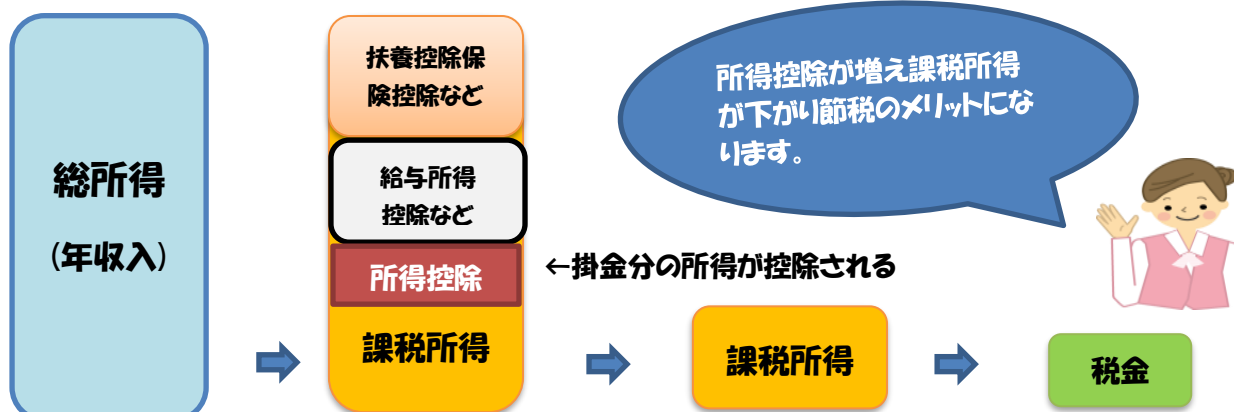 総所得
(年収入)
扶養控除保
険控除など
給与所得
控除など
所得控除
課税所得
所得控除が増え課税所得
が下がり節税のメリットにな
ります。
←掛金分の所得が控除される
課税所得
税金